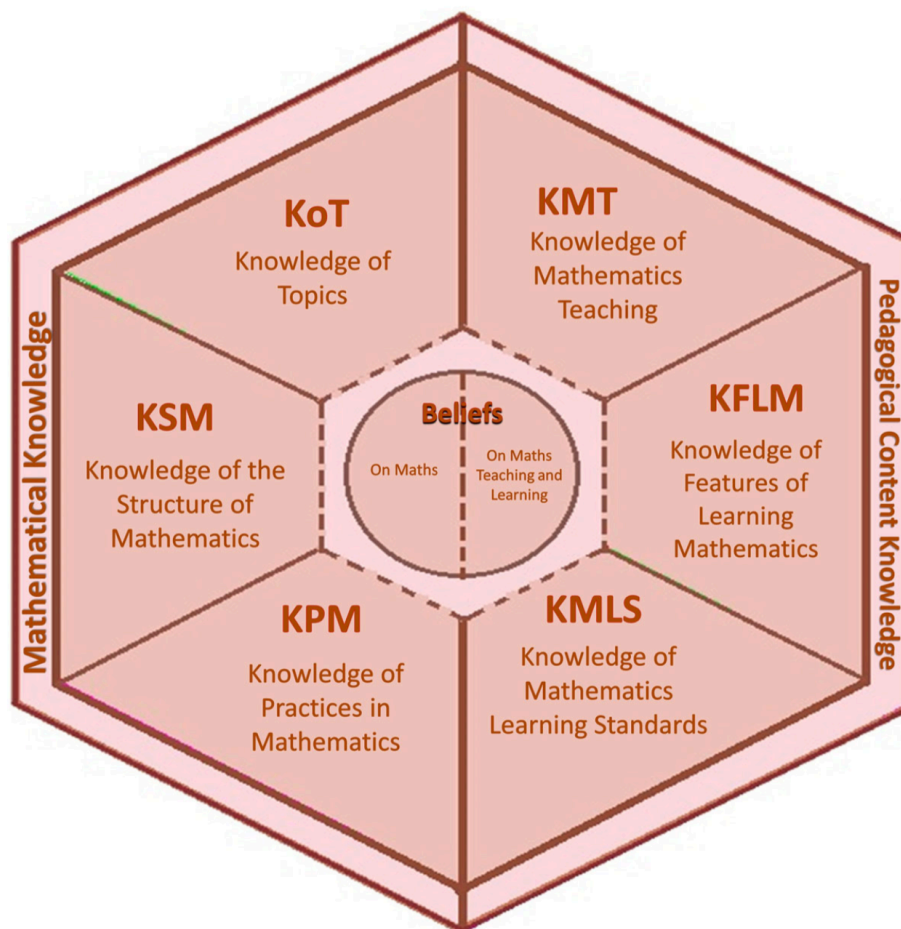 Mathematical Knowledge
KoT
Knowledge of
Topics
KMT
Knowledge of
Mathematics
Teaching
KSM
Knowledge of the
Structure of
Mathematics
Beliefs
On Maths
On Maths
Teaching and
Learning
KFLM
Knowledge of
Features of
Learning
Mathematics
KPM
Knowledge of
Practices in
Mathematics
KMLS
Knowledge of
Mathematics
Learning Standards
Pedagogical Content Knowledge